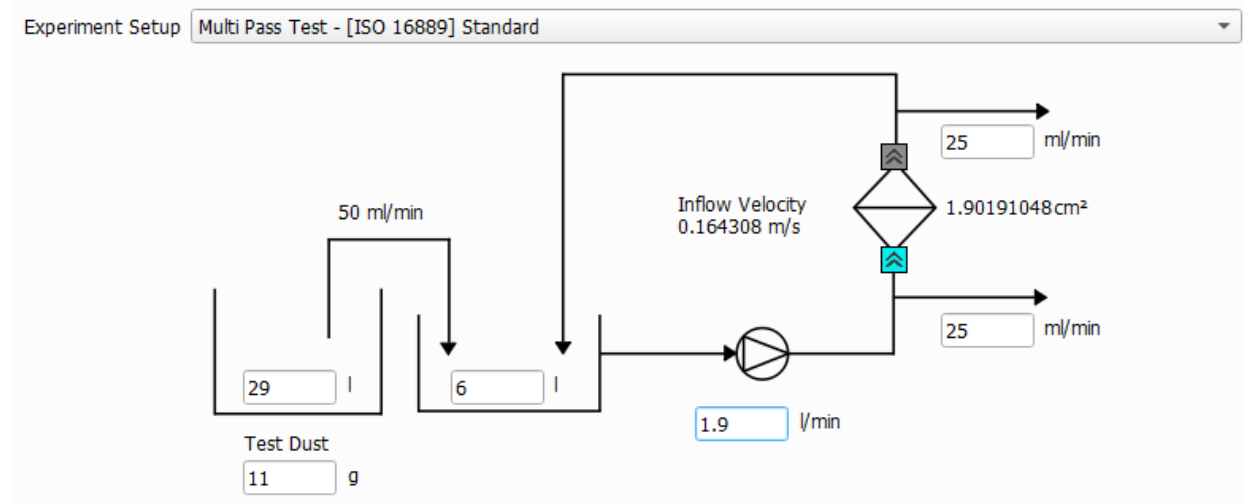 Experiment Setup Multi Pass Test - [ISO 16889] Standard
25 ml/min
50 ml/min
Inflow Velocity
0.164308 m/s
1.90191048cm²
25 ml/min
29 l
6 l
1.9 l/min
Test Dust
11 g